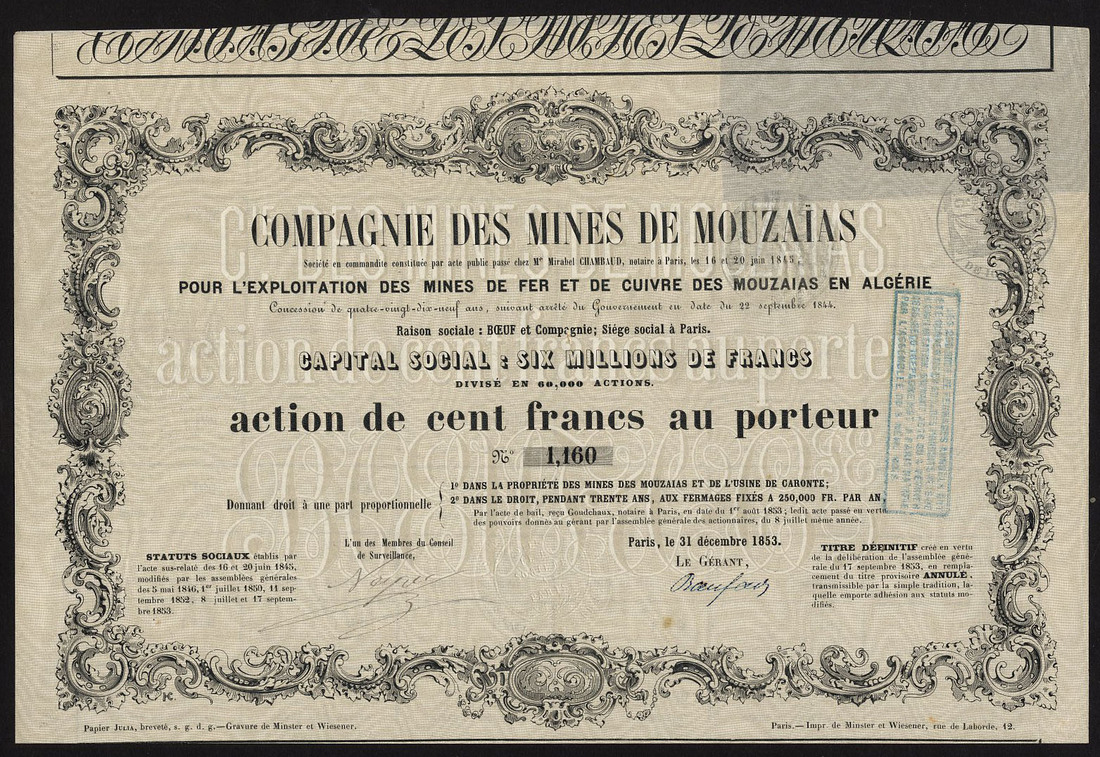 COMPAGNIE DES MINES DE MOUZAÏAS
Société en commandite constituée par acte public passé chez Me Mirabel CHAMBAUD, notaire à Paris, les 16 et 20 juin 1845,
POUR L'EXPLOITATION DES MINES DE FER ET DE CUIVRE DES MOUZAIAS EN ALGÉRIE
Concession de quatre-vingt-dix-neuf ans, suivant arrêté du Gouvernement en date du 22 septembre 1844.
Raison sociale : BŒUF et Compagnie; Siége social à Paris.
CAPITAL SOCIAL : SIX MILLIONS DE FRANCS
DIVISÉ EN 60,000 ACTIONS.
action de cent francs au porteur
No 1,160
Donnant droit à une part proportionnelle
1o DANS LA PROPRIÉTÉ DES MINES DES MOUZAIAS ET DE L'USINE DE CARONTE;
2o DANS LE DROIT, PENDANT TRENTE ANS, AUX FERMAGES FIXÉS A 250,000 FR. PAR AN
Par l'acte de bail, reçu Goudchaux, notaire à Paris, en date du 1er août 1853; ledit acte passé en vertu
des pouvoirs donnés au gérant par l'assemblée générale des actionnaires, du 8 juillet même année.
STATUTS SOCIAUX établis par
l'acte sus-relaté des 16 et 20 juin 1845,
modifiés par les assemblées générales
des 5 mai 1846, 1er juillet 1850, 11 sep
tembre 1852, 8 juillet et 17 septem-
bre 1853.
L'un des Membres du Conseil
de Surveillance,
Paris, le 31 décembre 1853.
LE GÉRANT,
TITRE DÉFINITIF créé en vertu
de la délibération de l'assemblée géné-
rale du 17 septembre 1853, en rempla-
cement du titre provisoire ANNULÉ,
transmissible par la simple tradition, la-
quelle emporte adhésion aux statuts mo-
difiés.
Papier JULIA, breveté, s. g. d. g.—Gravure de Minster et Wiesener.
Paris.—Impr. de Minster et Wiesener, rue de Laborde, 12.
Cie DES MINES DE MOUZAIAS
action de cent francs au porteur